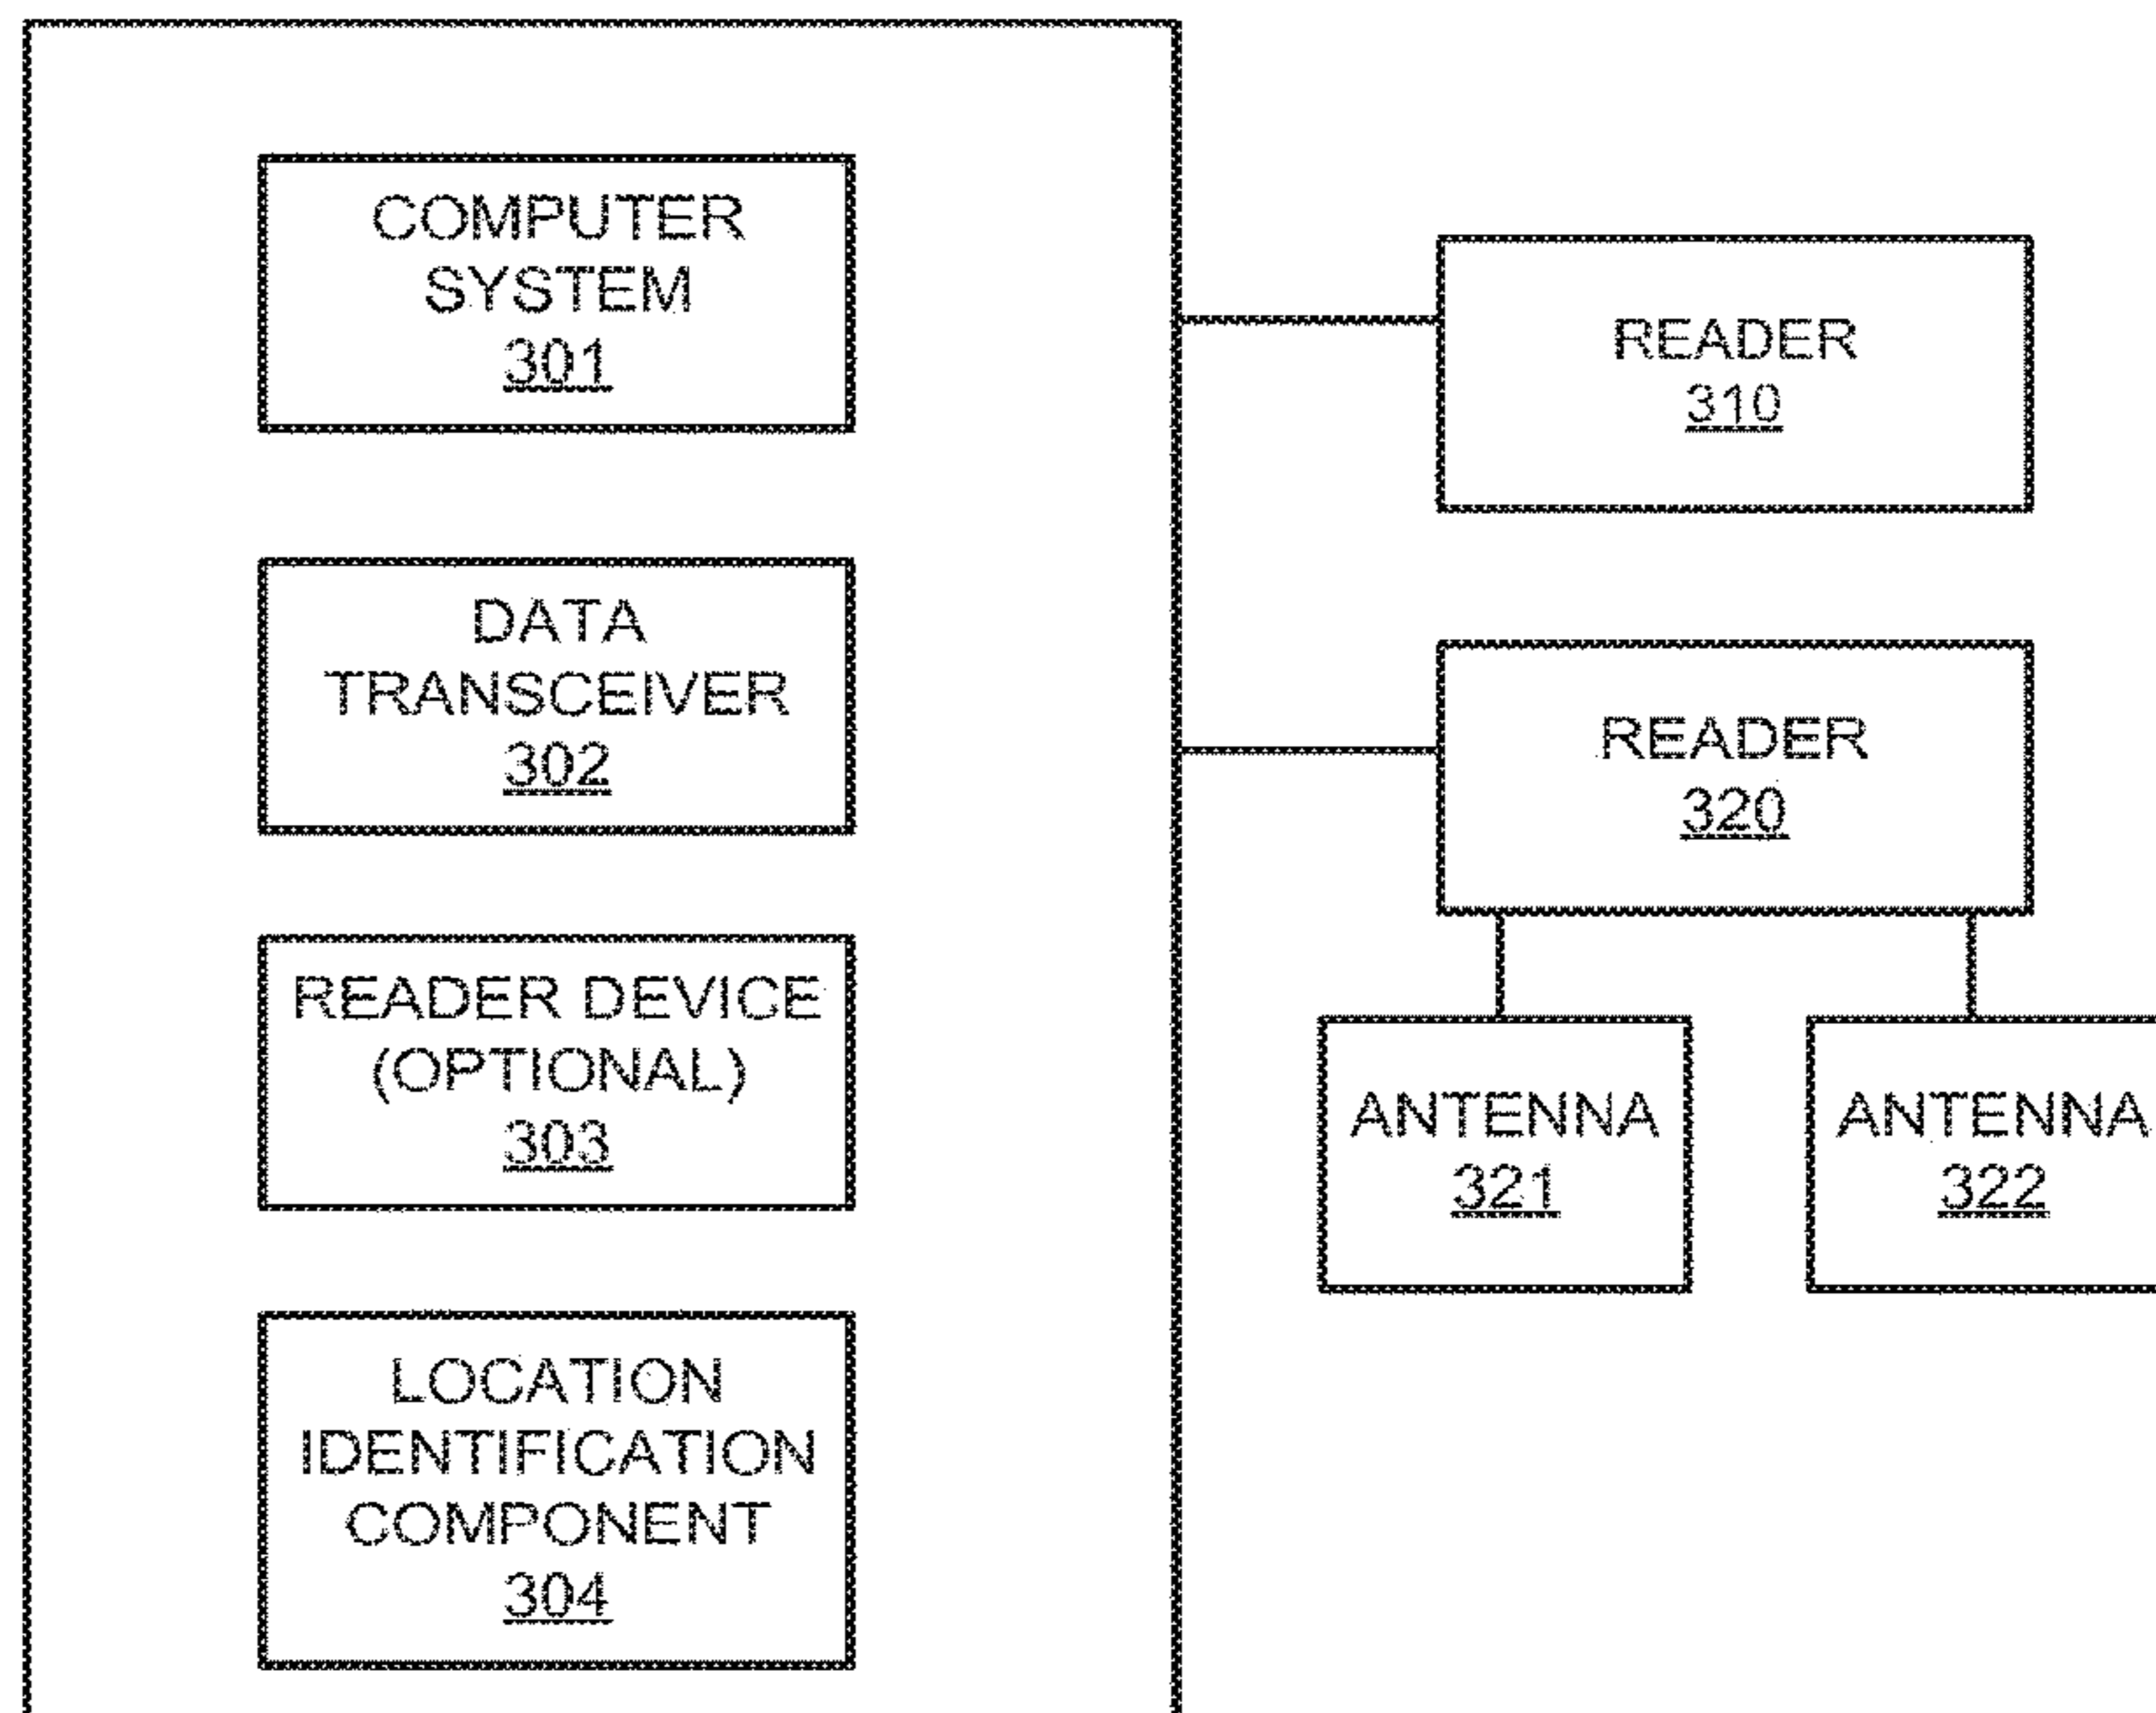 COMPUTER
SYSTEM
301
DATA
TRANSCEIVER
302
READER DEVICE
(OPTIONAL)
303
LOCATION
IDENTIFICATION
COMPONENT
304
READER
310
READER
320
ANTENNA
321
ANTENNA
322